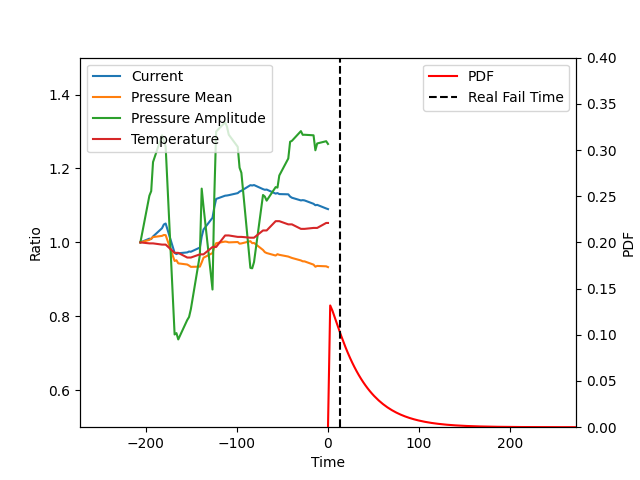 Current
Pressure Mean
Pressure Amplitude
Temperature
PDF
Real Fail Time
1.4
1.2
1.0
0.8
0.6
Ratio
0.40
0.35
0.30
0.25
0.20
0.15
0.10
0.05
0.00
PDF
−200
−100
0
100
200
Time